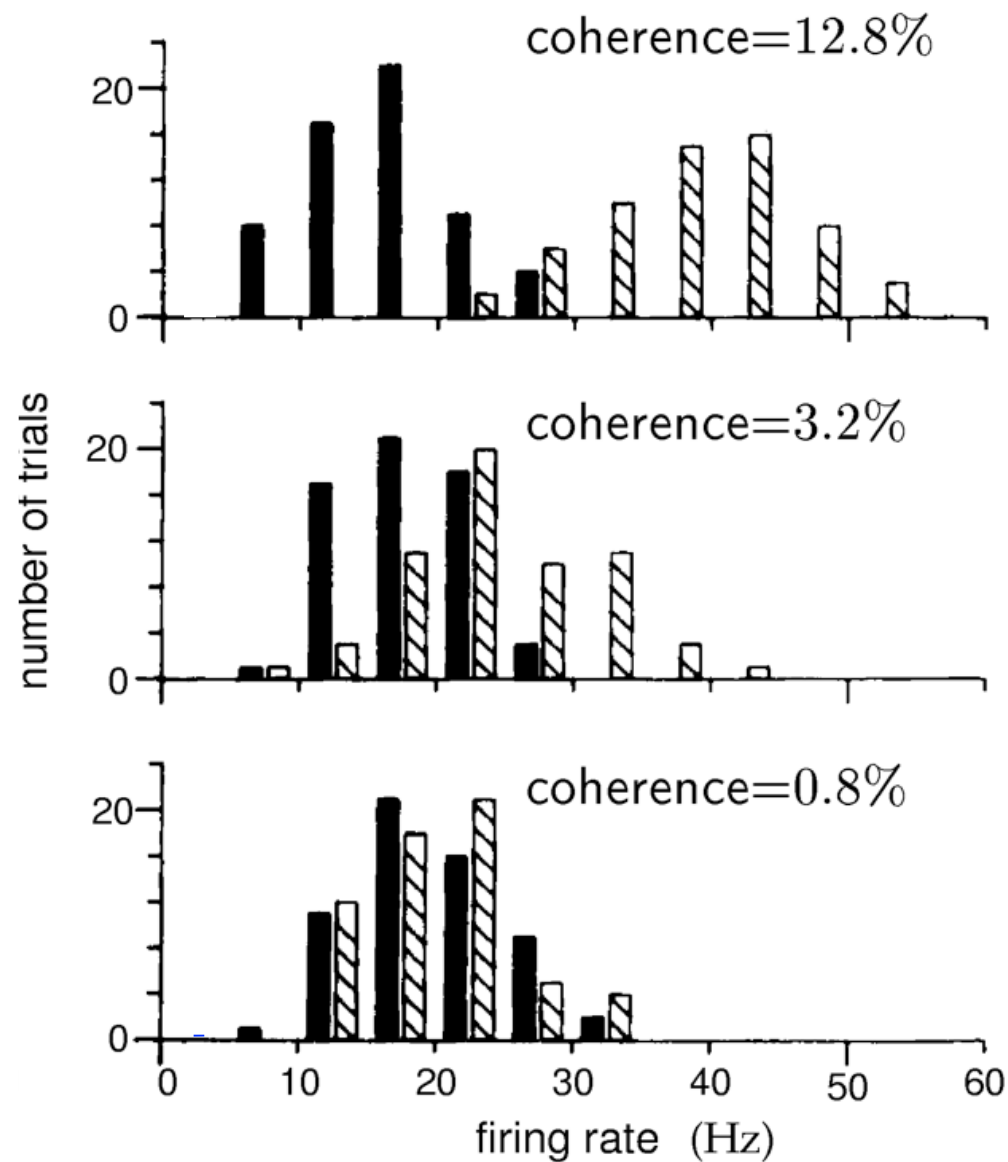 coherence=12.8%
20
0
coherence=3.2%
20
0
number of trials
coherence=0.8%
20
0
0 10 20 30 40 50 60
firing rate (Hz)